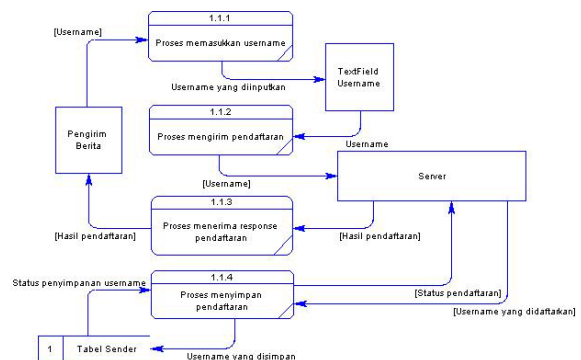 1.1.1
[Username]
Proses memasukkan username
TextField
Username
Username yang diinputkan
1.1.2
Pengirim
Berita
Proses mengirim pendaftaran
Username
[Username]
Server
1.1.3
Proses menerima response
pendaftaran
[Hasil pendaftaran]
[Hasil pendaftaran]
1.1.4
Status penyimpanan username
Proses menyimpan
pendaftaran
[Status pendaftaran]
[Username yang didaftarkan]
1 Tabel Sender
Username yang disimpan